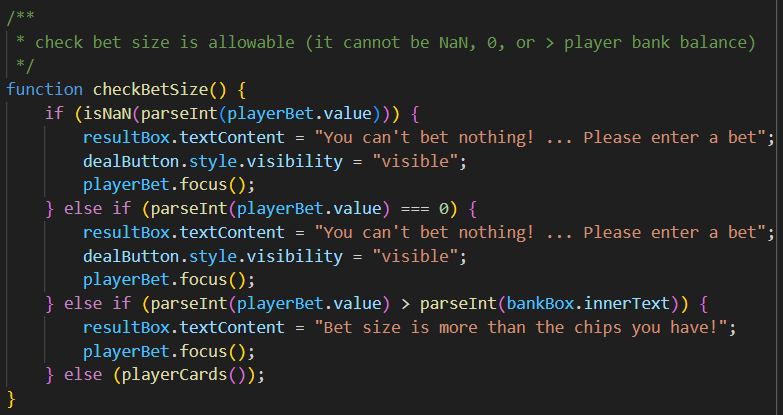 /**
 * check bet size is allowable (it cannot be NaN, 0, or > player bank balance)
 */
function checkBetSize() {
    if (isNaN(parseInt(playerBet.value))) {
        resultBox.textContent = "You can't bet nothing! ... Please enter a bet";
        dealButton.style.visibility = "visible";
        playerBet.focus();
    } else if (parseInt(playerBet.value) === 0) {
        resultBox.textContent = "You can't bet nothing! ... Please enter a bet";
        dealButton.style.visibility = "visible";
        playerBet.focus();
    } else if (parseInt(playerBet.value) > parseInt(bankBox.innerText)) {
        resultBox.textContent = "Bet size is more than the chips you have!";
        playerBet.focus();
    } else (playerCards());
}